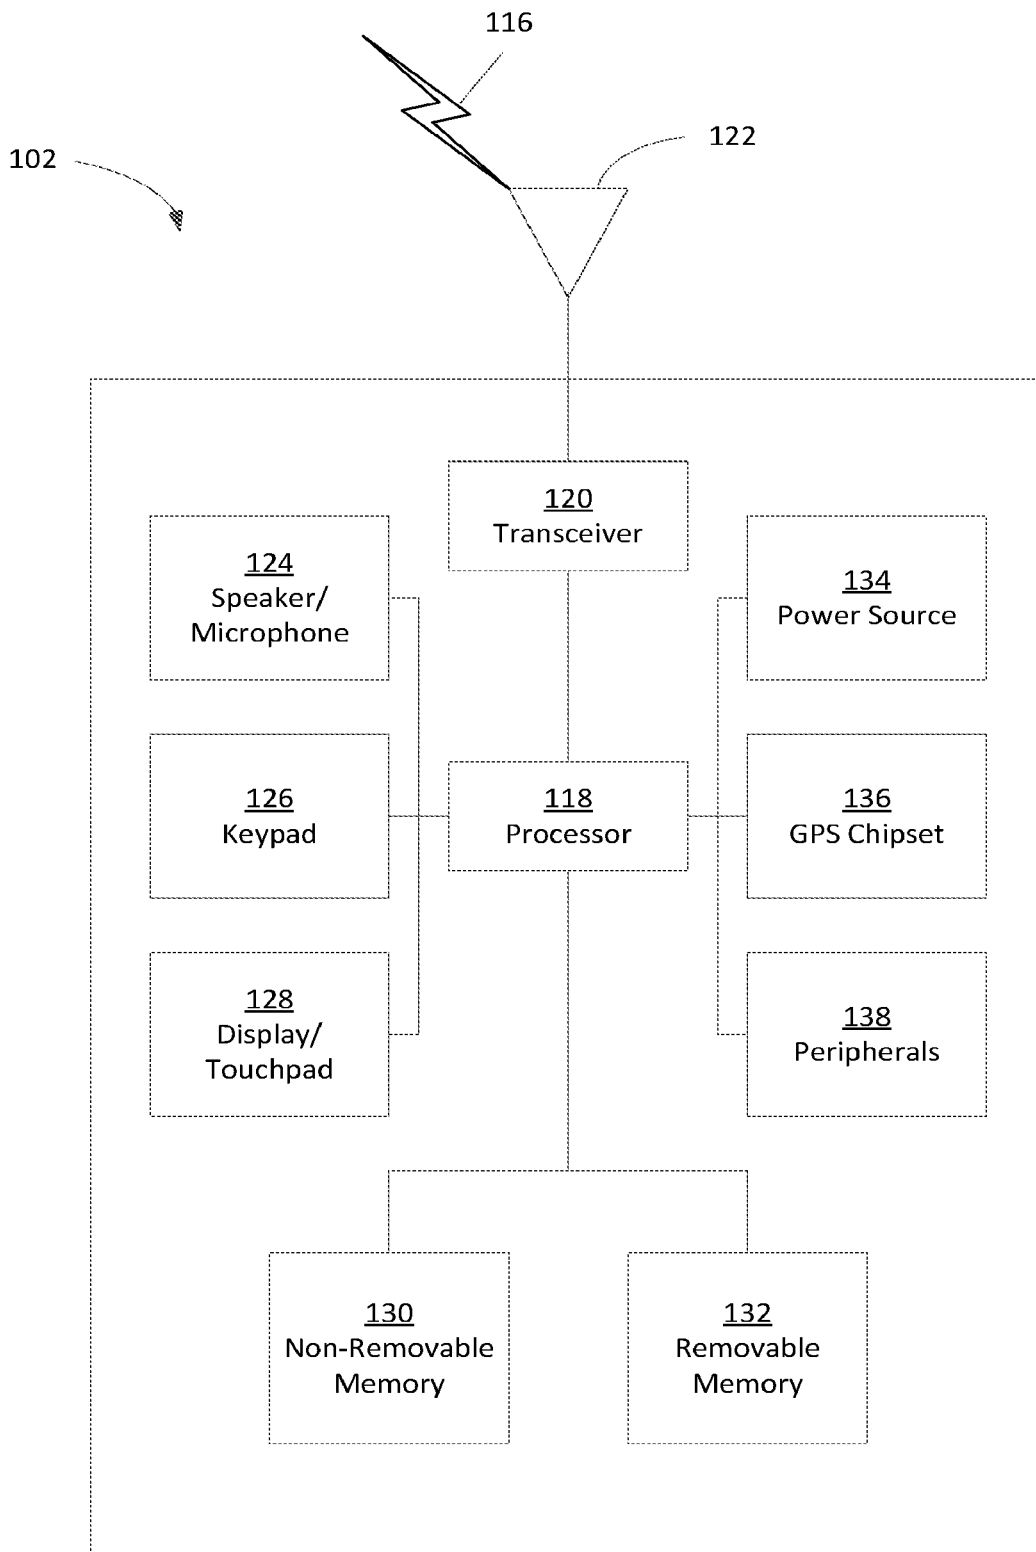 116
122
102
120
Transceiver
124
Speaker/
Microphone
134
Power Source
126
Keypad
118
Processor
136
GPS Chipset
128
Display/
Touchpad
138
Peripherals
130
Non-Removable
Memory
132
Removable
Memory